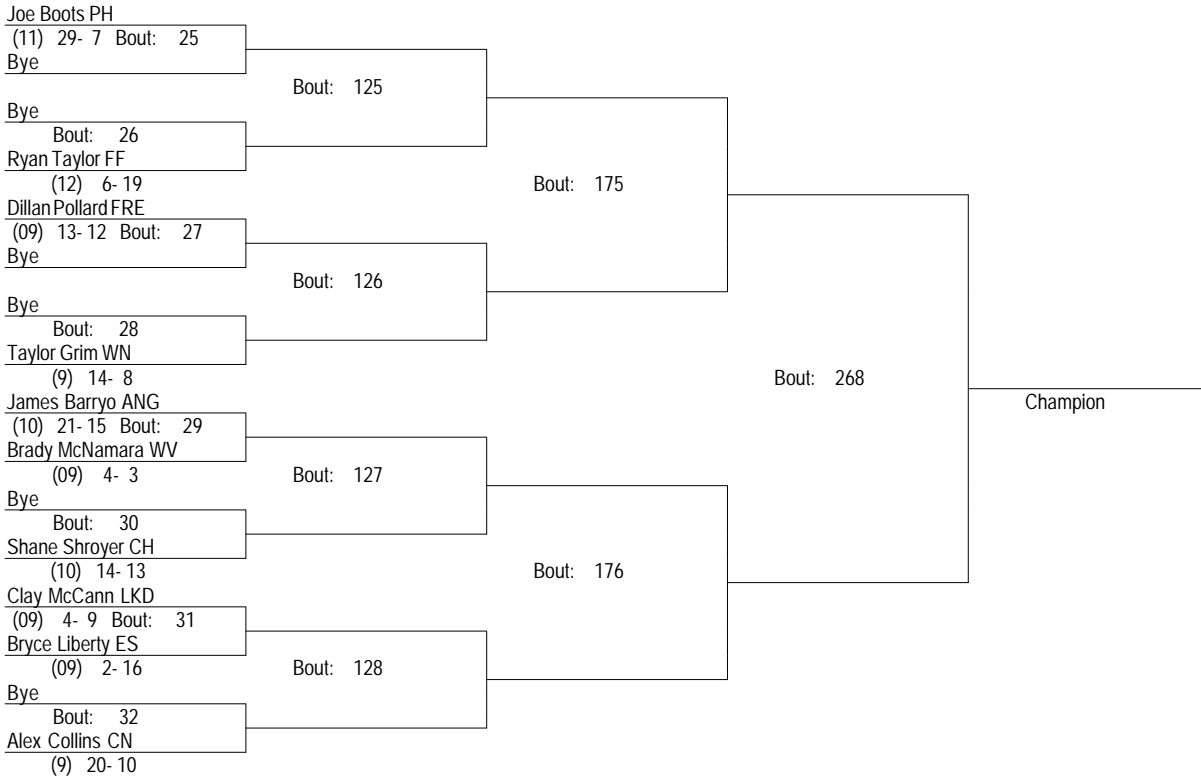 Joe Boots PH
(11) 29- 7 Bout: 25
Bye
Bout: 125
Bye
Bout: 26
Ryan Taylor FF
(12) 6- 19
Bout: 175
Dillan Pollard FRE
(09) 13- 12 Bout: 27
Bye
Bout: 126
Bye
Bout: 28
Taylor Grim WN
(9) 14- 8
Bout: 268
Champion
James Barryo ANG
(10) 21- 15 Bout: 29
Brady McNamara WV
(09) 4- 3
Bout: 127
Bye
Bout: 30
Shane Shroyer CH
(10) 14- 13
Bout: 176
Clay McCann LKD
(09) 4- 9 Bout: 31
Bryce Liberty ES
(09) 2- 16
Bout: 128
Bye
Bout: 32
Alex Collins CN
(9) 20- 10